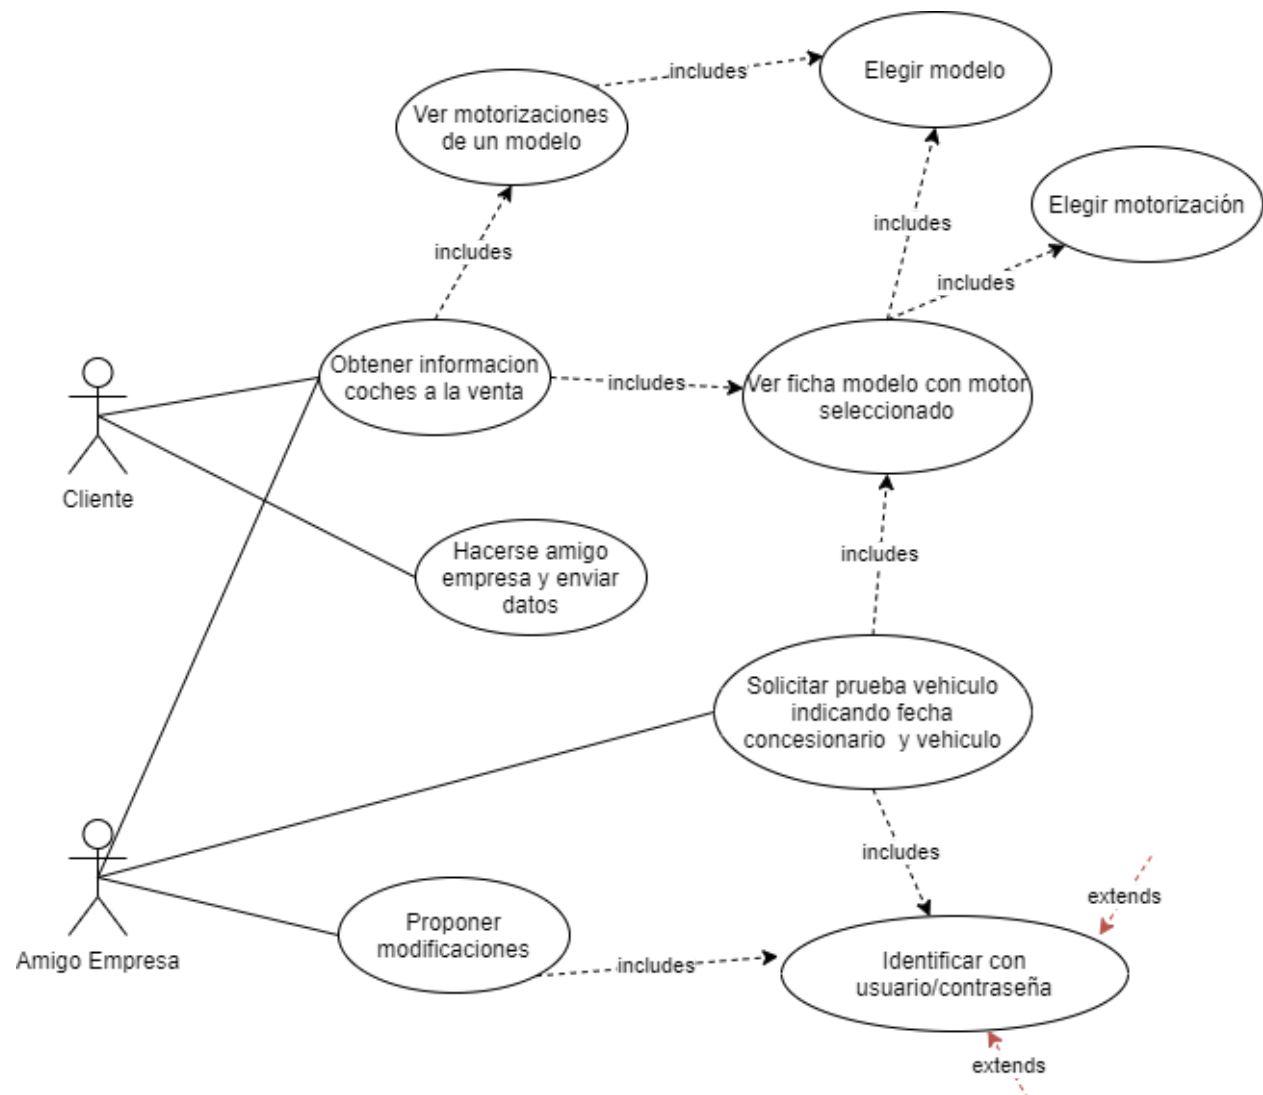 includes
Elegir modelo
Ver motorizaciones
de un modelo
Elegir motorización
includes
includes
includes
Obtener informacion
coches a la venta
includes
Ver ficha modelo con motor
seleccionado
Cliente
Hacerse amigo
empresa y enviar
datos
includes
Solicitar prueba vehiculo
indicando fecha
concesionario y vehiculo
includes
extends
Proponer
modificaciones
Amigo Empresa
includes
Identificar con
usuario/contraseña
extends